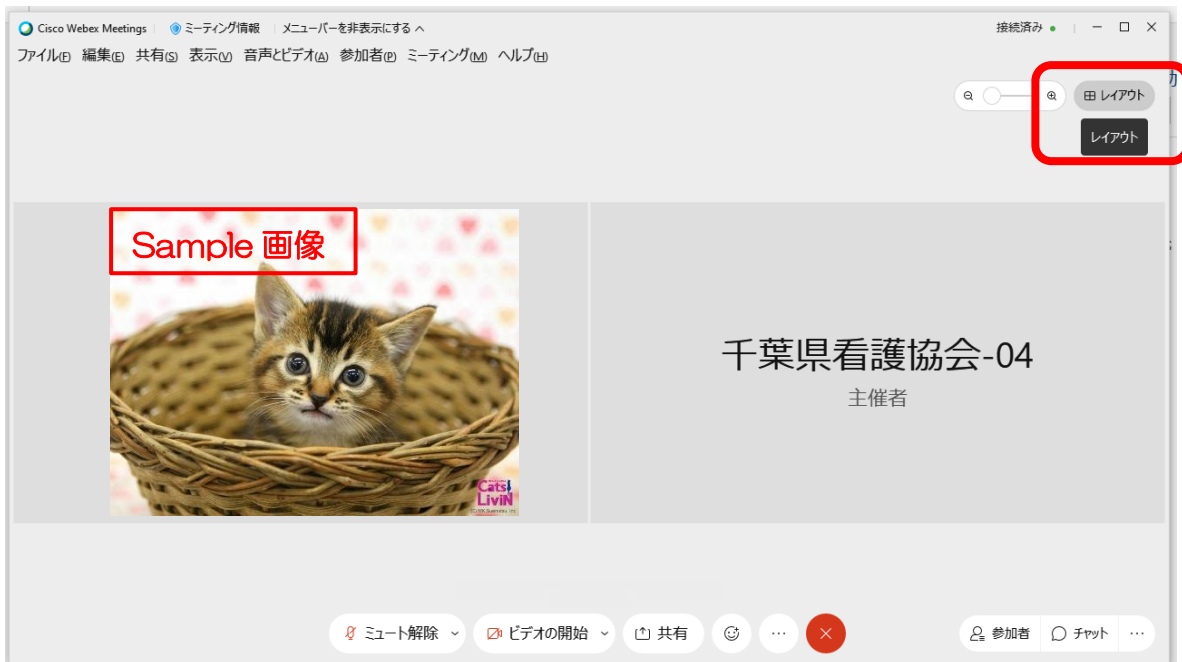 Cisco Webex Meetings ミーティング情報 メニューバーを非表示にする へ 接続済み
ファイル(F) 編集(E) 共有(S) 表示(V) 音声とビデオ(A) 参加者(P) ミーティング(M) ヘルプ(H)
レイアウト
レイアウト
Sample 画像
Cats!
LiviN
千葉県看護協会-04
主催者
ミュート解除 ビデオの開始 共有 ... 参加者 チャット ...